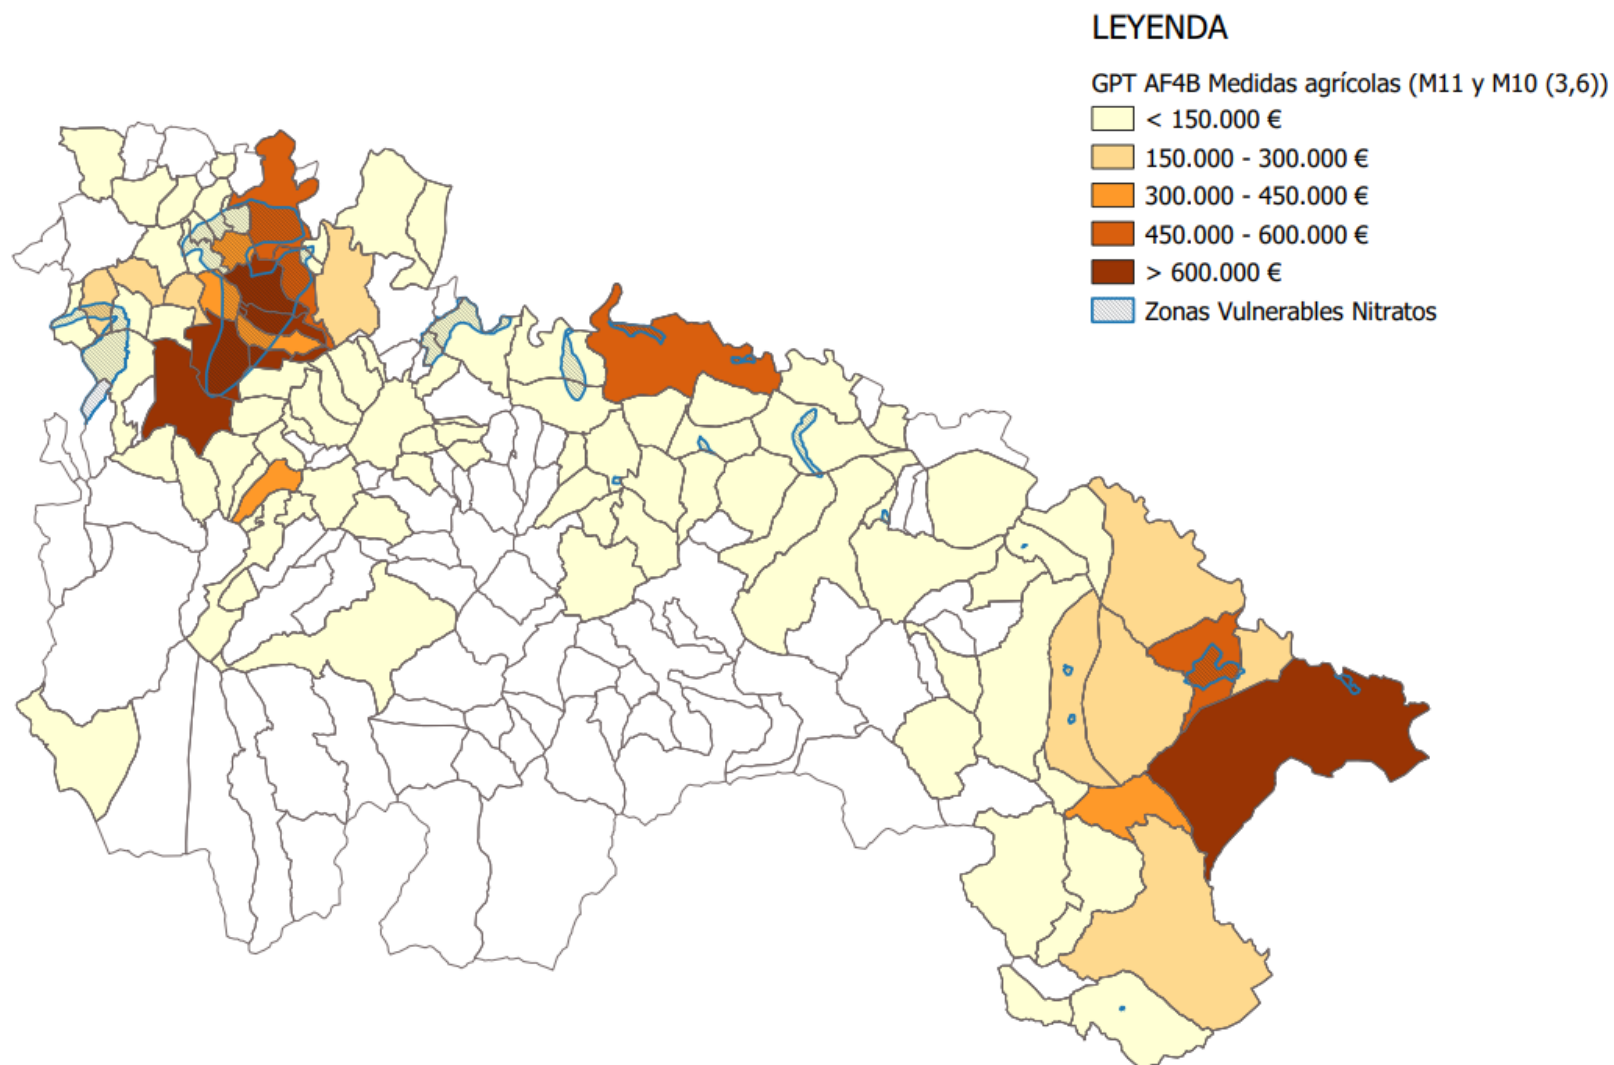 LEYENDA
GPT AF4B Medidas agrícolas (M11 y M10 (3,6))
< 150.000 €
150.000 - 300.000 €
300.000 - 450.000 €
450.000 - 600.000 €
> 600.000 €
Zonas Vulnerables Nitratos